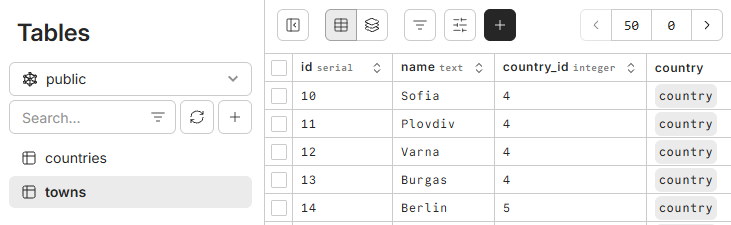 Tables
public
Search...
countries
towns
50 0
id serial name text country_id integer country
10 Sofia 4 country
11 Plovdiv 4 country
12 Varna 4 country
13 Burgas 4 country
14 Berlin 5 country